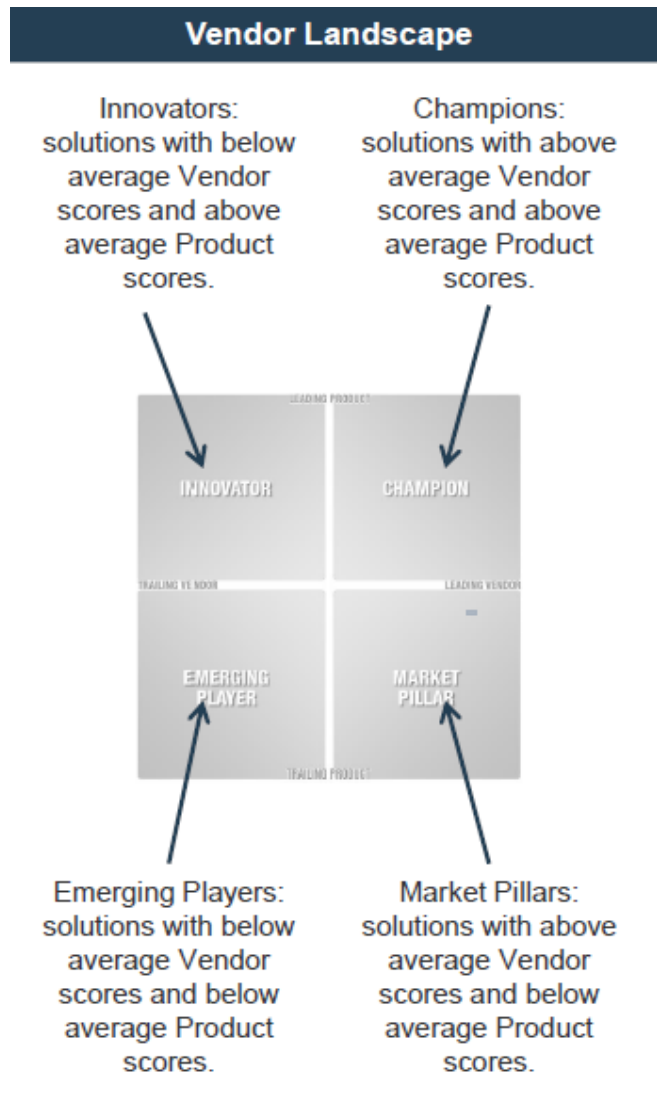 Vendor Landscape
Innovators:
solutions with below
average Vendor
scores and above
average Product
scores.
Champions:
solutions with above
average Vendor
scores and above
average Product
scores.
LEADING PRODUCT
INNOVATOR
CHAMPION
TRAILING VENDOR
LEADING VENDOR
EMERGING
PLAYER
MARKET
PILLAR
TRAILING PRODUCT
Emerging Players:
solutions with below
average Vendor
scores and below
average Product
scores.
Market Pillars:
solutions with above
average Vendor
scores and below
average Product
scores.